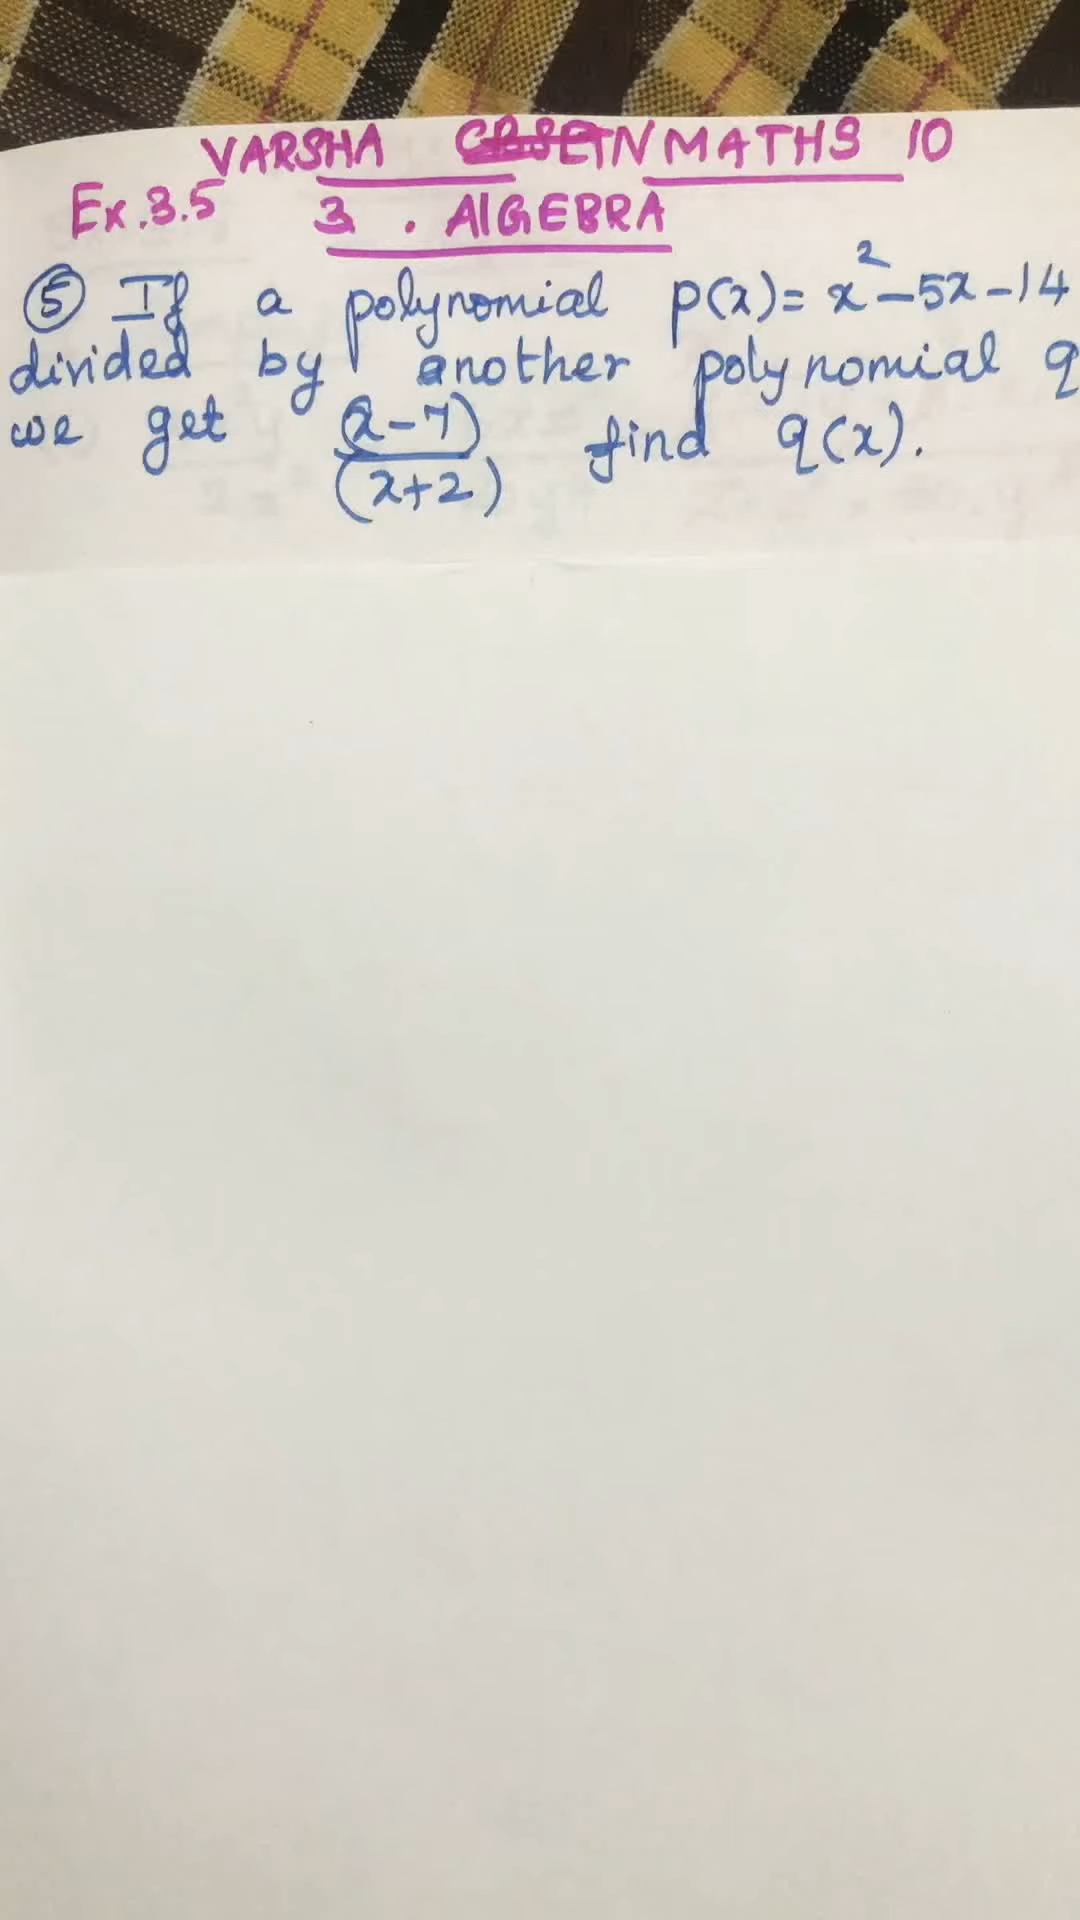 VARSHA TN MATHS 10
Ex.3.5 3. AlGEBRA
⑤ If a polynomial p(x)= x²-5x-14
divided by another polynomial q
we get (x-7)/(x+2) find q(x).